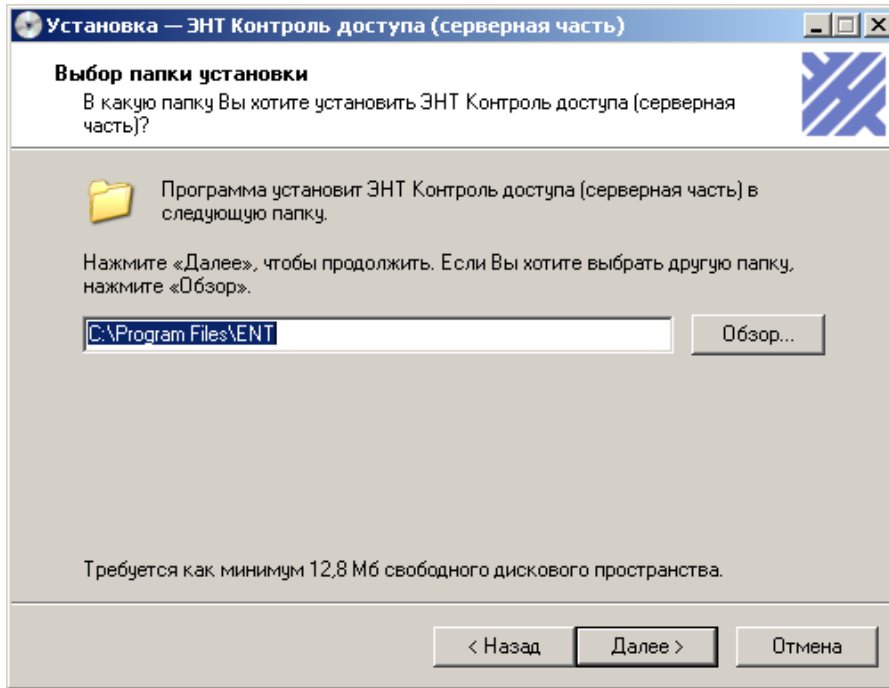 Установка — ЭНТ Контроль доступа (серверная часть)
Выбор папки установки
В какую папку Вы хотите установить ЭНТ Контроль доступа (серверная
часть)?
Программа установит ЭНТ Контроль доступа (серверная часть) в
следующую папку.
Нажмите «Далее», чтобы продолжить. Если Вы хотите выбрать другую папку,
нажмите «Обзор».
C:\Program Files\ENT
Обзор...
Требуется как минимум 12,8 Мб свободного дискового пространства.
< Назад
Далее >
Отмена